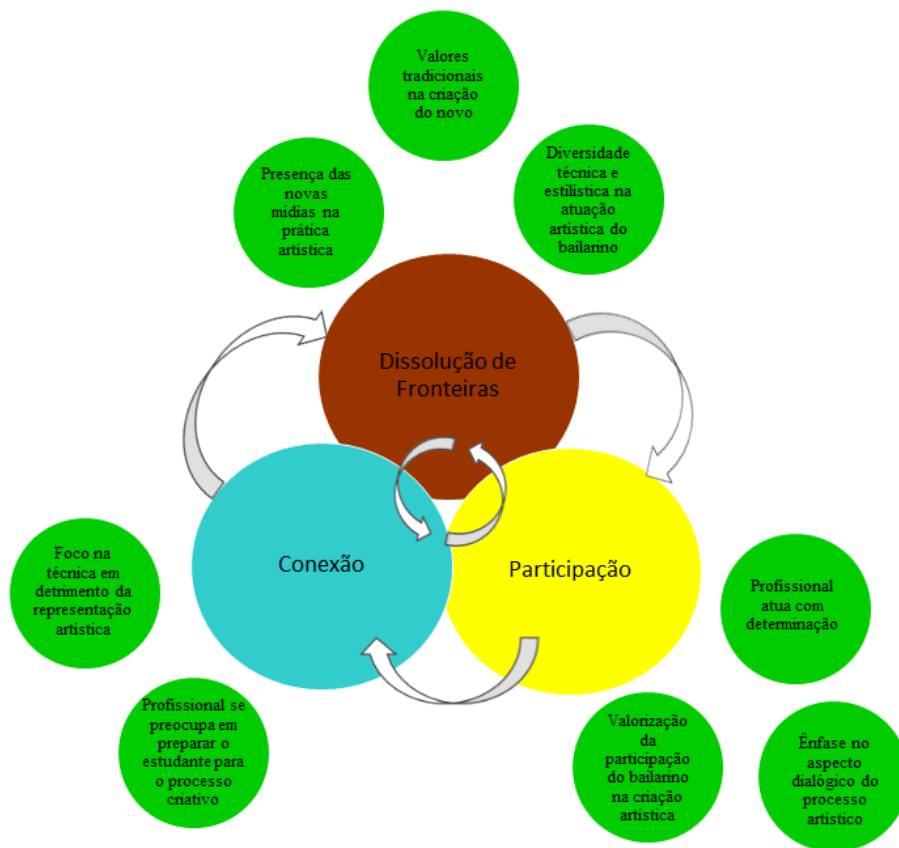 Valores
tradicionais
na criação
do novo
Diversidade
técnica e
estilística na
atuação
artística do
bailarino
Presença das
novas
mídias na
prática
artística
Dissolução de
Fronteiras
Conexão
Participação
Foco na
técnica em
detrimento da
representação
artística
Profissional se
preocupa em
preparar o
estudante para
o processo
criativo
Profissional
atua com
determinação
Valorização
da
participação
do bailarino
na criação
artística
Ênfase no
aspecto
dialógico do
processo
artístico